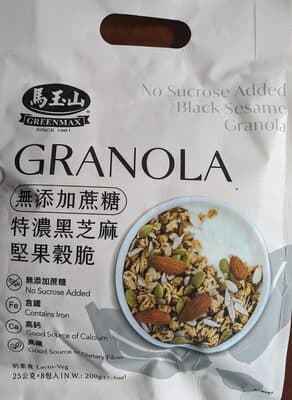 馬玉山
GREENMAX
SINCE 1981
No Sucrose Added
Black Sesame
Granola
GRANOLA
無添加蔗糖
特濃黑芝麻
堅果穀脆
無添加蔗糖
No Sucrose Added
Fe 含鐵
Contains Iron
Ca 高鈣
Good Source of Calcium
高纖
Good Source of Dietary Fiber
奶素食 Lacto-Veg
25公克×8包入(N.W.: 200g